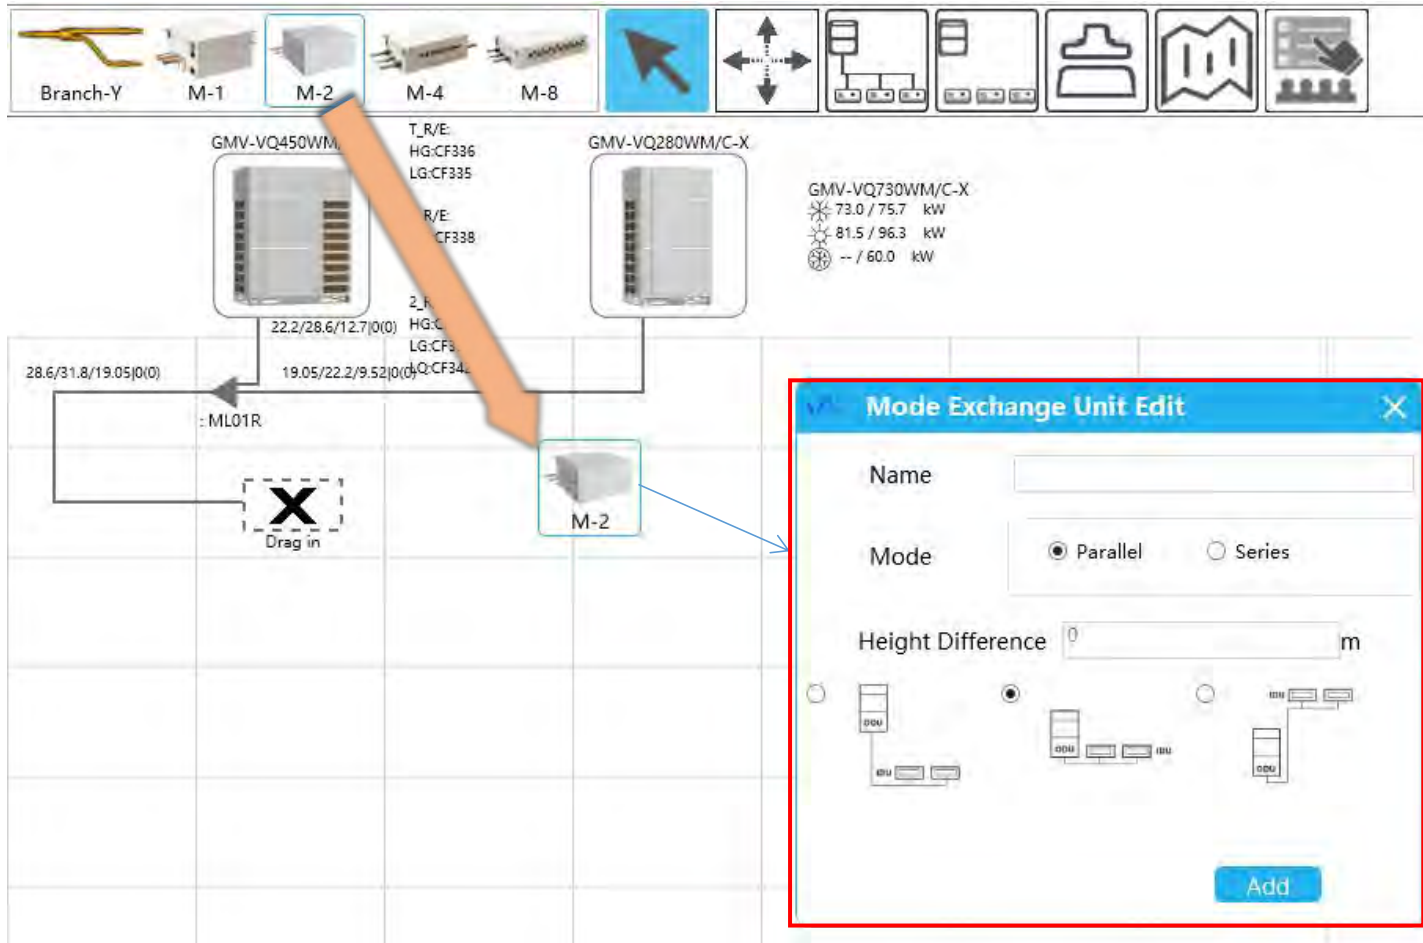 Branch-Y
M-1
M-2
M-4
M-8
GMV-VQ450WM/
T_R/E:
HG:CF336
LG:CF335
R/E:
CF338
2_R
HG:C
LG:CF3
LQ:CF342
GMV-VQ280WM/C-X
GMV-VQ730WM/C-X
73.0 / 75.7 kW
81.5 / 96.3 kW
-- / 60.0 kW
22.2/28.6/12.7|0(0)
28.6/31.8/19.05|0(0)
19.05/22.2/9.52|0(0)
: ML01R
Drag in
M-2
Mode Exchange Unit Edit
Name
Mode
Parallel
Series
Height Difference
0
m
ODU
IDU
ODU
IDU
IDU
ODU
Add